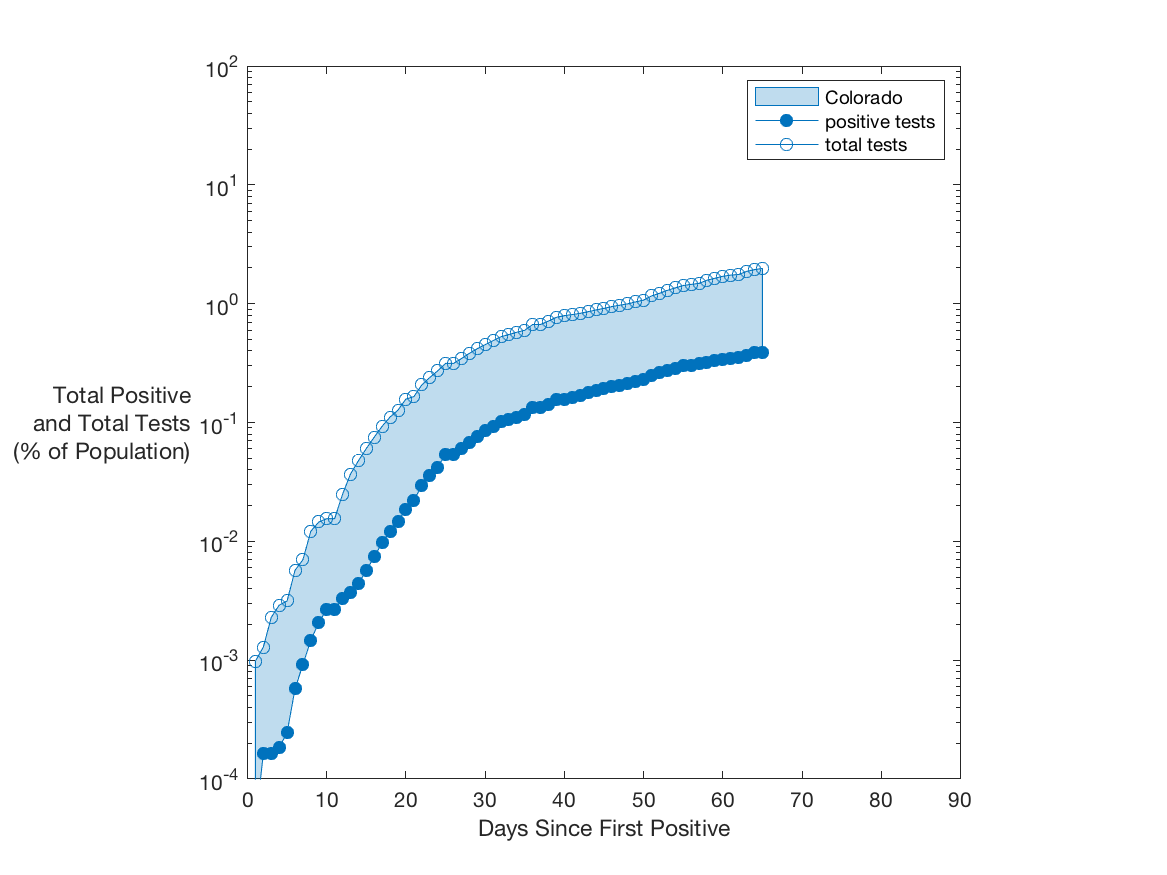 Colorado
positive tests
total tests
10^2
10^1
10^0
10^-1
10^-2
10^-3
10^-4
Total Positive
and Total Tests
(% of Population)
0 10 20 30 40 50 60 70 80 90
Days Since First Positive